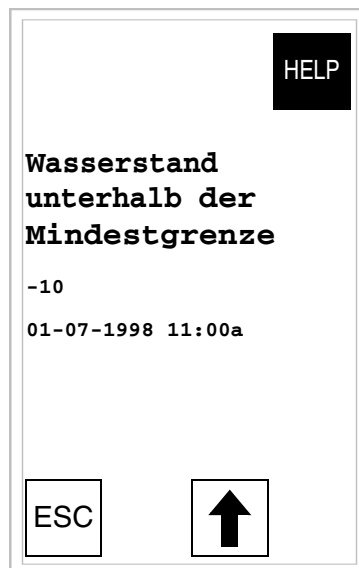 HELP
Wasserstand
unterhalb der
Mindestgrenze
-10
01-07-1998 11:00a
ESC